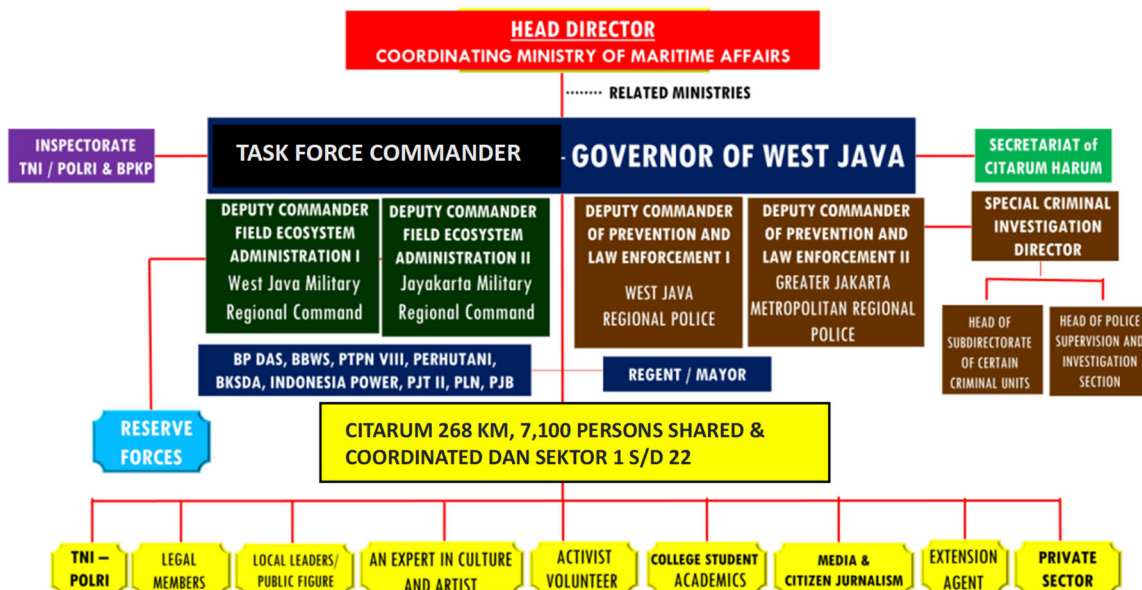 HEAD DIRECTOR
COORDINATING MINISTRY OF MARITIME AFFAIRS
RELATED MINISTRIES
INSPECTORATE
TNI / POLRI & BPKP
TASK FORCE COMMANDER
GOVERNOR OF WEST JAVA
SECRETARIAT of
CITARUM HARUM
DEPUTY COMMANDER
FIELD ECOSYSTEM
ADMINISTRATION I
West Java Military
Regional Command
DEPUTY COMMANDER
FIELD ECOSYSTEM
ADMINISTRATION II
Jayakarta Military
Regional Command
DEPUTY COMMANDER
OF PREVENTION AND
LAW ENFORCEMENT I
WEST JAVA
REGIONAL POLICE
DEPUTY COMMANDER
OF PREVENTION AND
LAW ENFORCEMENT II
GREATER JAKARTA
METROPOLITAN REGIONAL
POLICE
SPECIAL CRIMINAL
INVESTIGATION
DIRECTOR
HEAD OF
SUBDIRECTORATE
OF CERTAIN
CRIMINAL UNITS
HEAD OF POLICE
SUPERVISION AND
INVESTIGATION
SECTION
BP DAS, BBWS, PTPN VIII, PERHUTANI,
BKSDA, INDONESIA POWER, PJT II, PLN, PJB
REGENT / MAYOR
RESERVE
FORCES
CITARUM 268 KM, 7,100 PERSONS SHARED &
COORDINATED DAN SEKTOR 1 S/D 22
TNI –
POLRI
LEGAL
MEMBERS
LOCAL LEADERS/
PUBLIC FIGURE
AN EXPERT IN CULTURE
AND ARTIST
ACTIVIST
VOLUNTEER
COLLEGE STUDENT
ACADEMICS
MEDIA &
CITIZEN JOURNALISM
EXTENSION
AGENT
PRIVATE
SECTOR